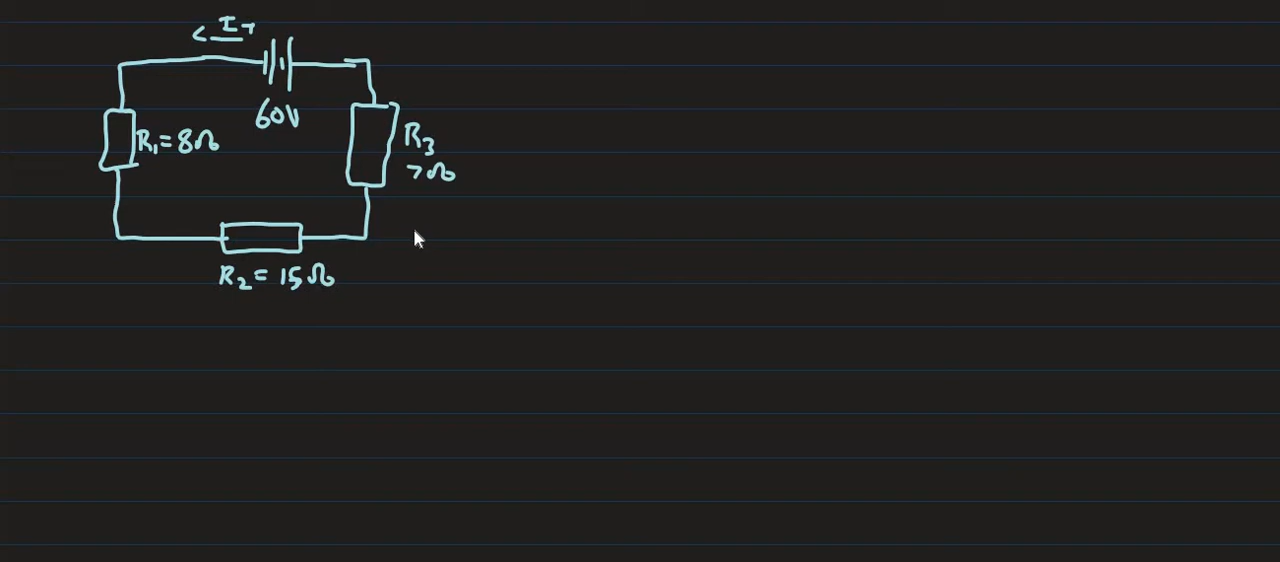 I_T
60V
R₁ = 8Ω
R₃
7Ω
R₂ = 15Ω